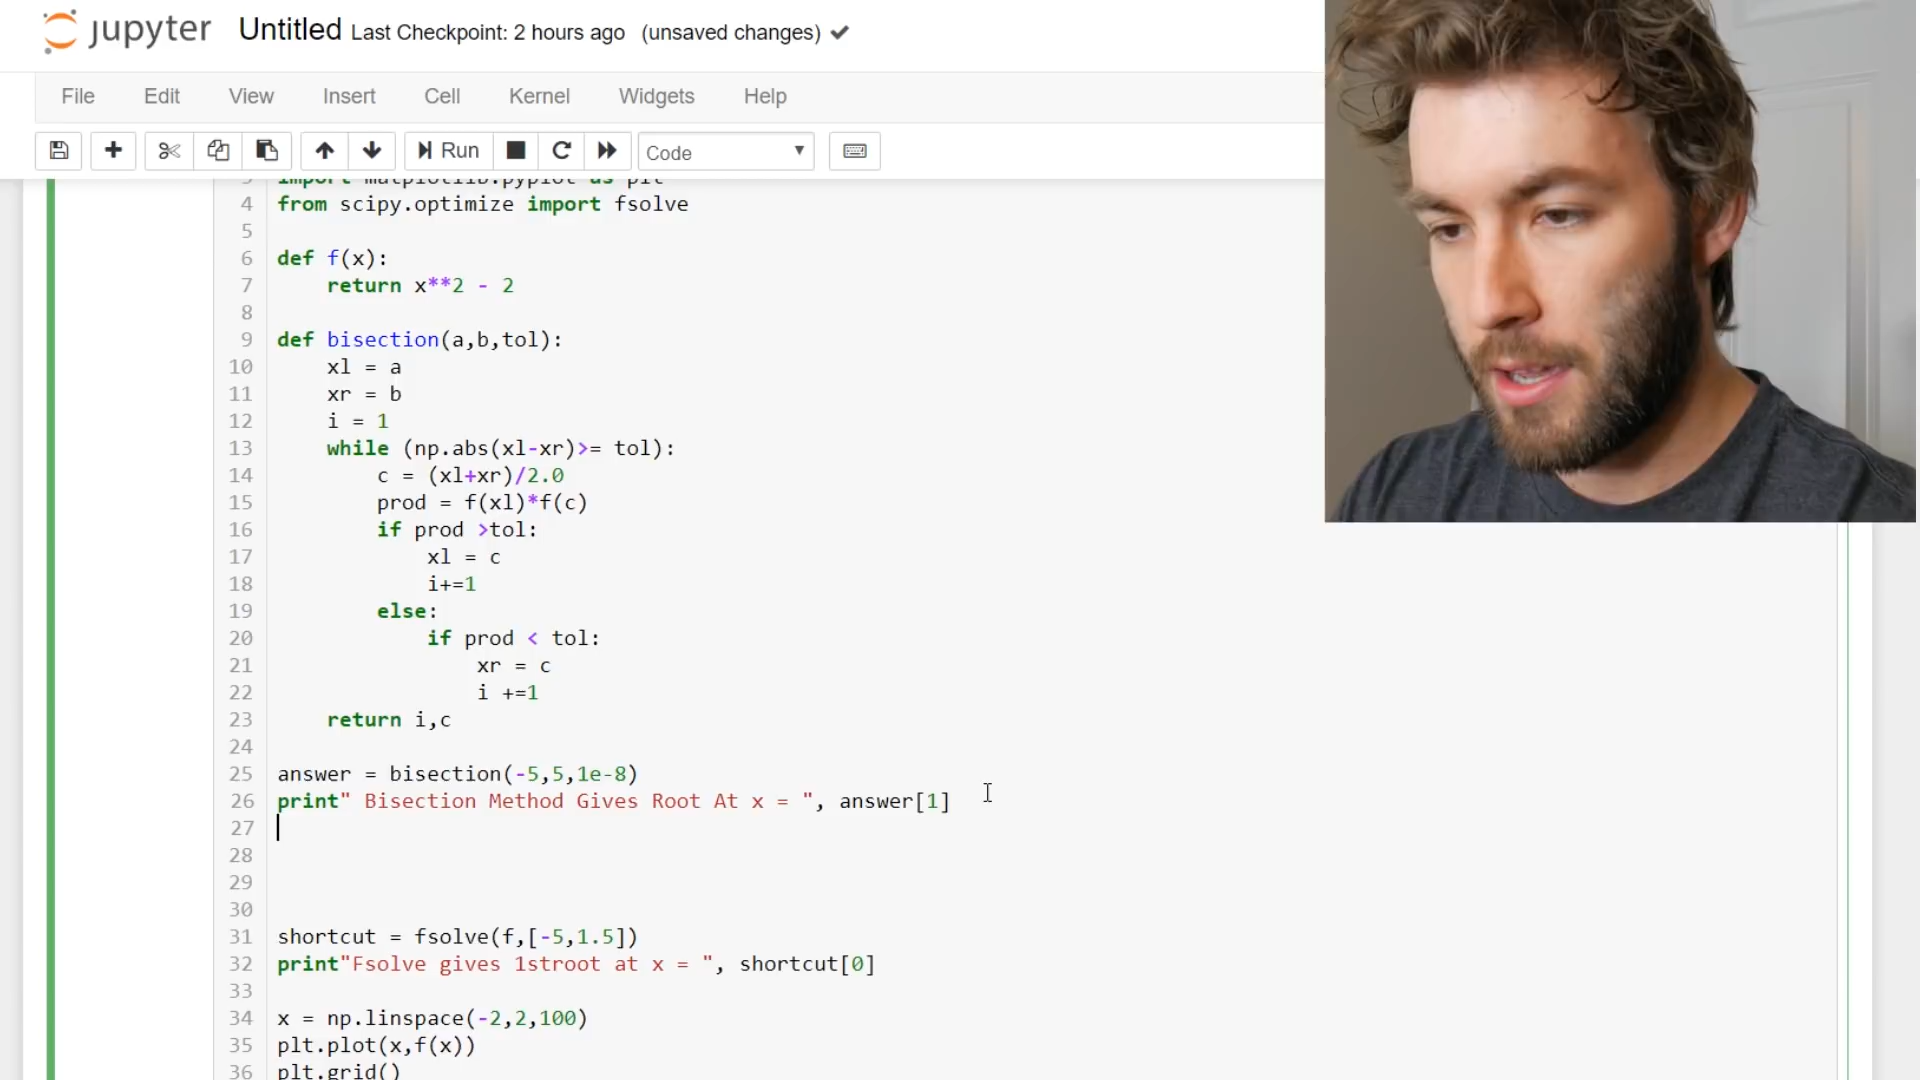 jupyter Untitled Last Checkpoint: 2 hours ago (unsaved changes)
File Edit View Insert Cell Kernel Widgets Help
Run Code
3 import matplotlib.pyplot as plt
4 from scipy.optimize import fsolve
5
6 def f(x):
7 return x**2 - 2
8
9 def bisection(a,b,tol):
10 xl = a
11 xr = b
12 i = 1
13 while (np.abs(xl-xr)>= tol):
14 c = (xl+xr)/2.0
15 prod = f(xl)*f(c)
16 if prod >tol:
17 xl = c
18 i+=1
19 else:
20 if prod < tol:
21 xr = c
22 i +=1
23 return i,c
24
25 answer = bisection(-5,5,1e-8)
26 print" Bisection Method Gives Root At x = ", answer[1]
27
28
29
30
31 shortcut = fsolve(f,[-5,1.5])
32 print"Fsolve gives 1stroot at x = ", shortcut[0]
33
34 x = np.linspace(-2,2,100)
35 plt.plot(x,f(x))
36 plt.grid()